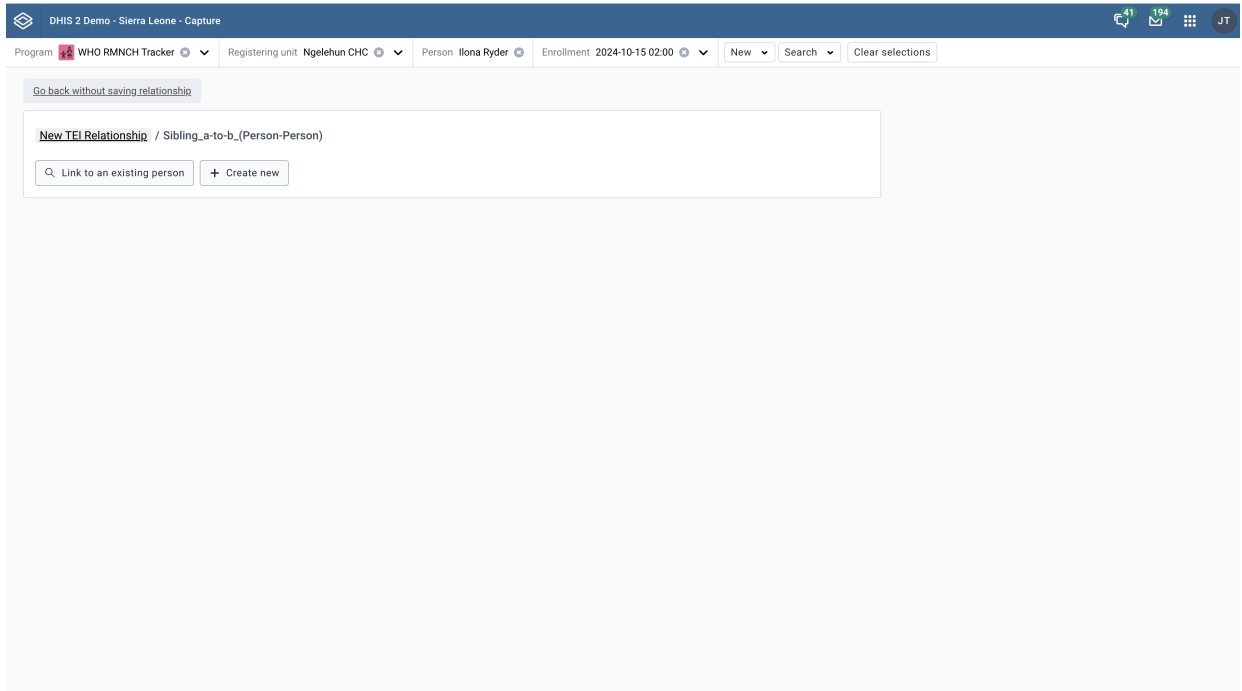 DHIS 2 Demo - Sierra Leone - Capture 41 194 JT
Program WHO RMNCH Tracker Registering unit Ngelehun CHC Person Ilona Ryder Enrollment 2024-10-15 02:00 New Search Clear selections
Go back without saving relationship
New TEI Relationship / Sibling_a-to-b_(Person-Person)
Link to an existing person + Create new